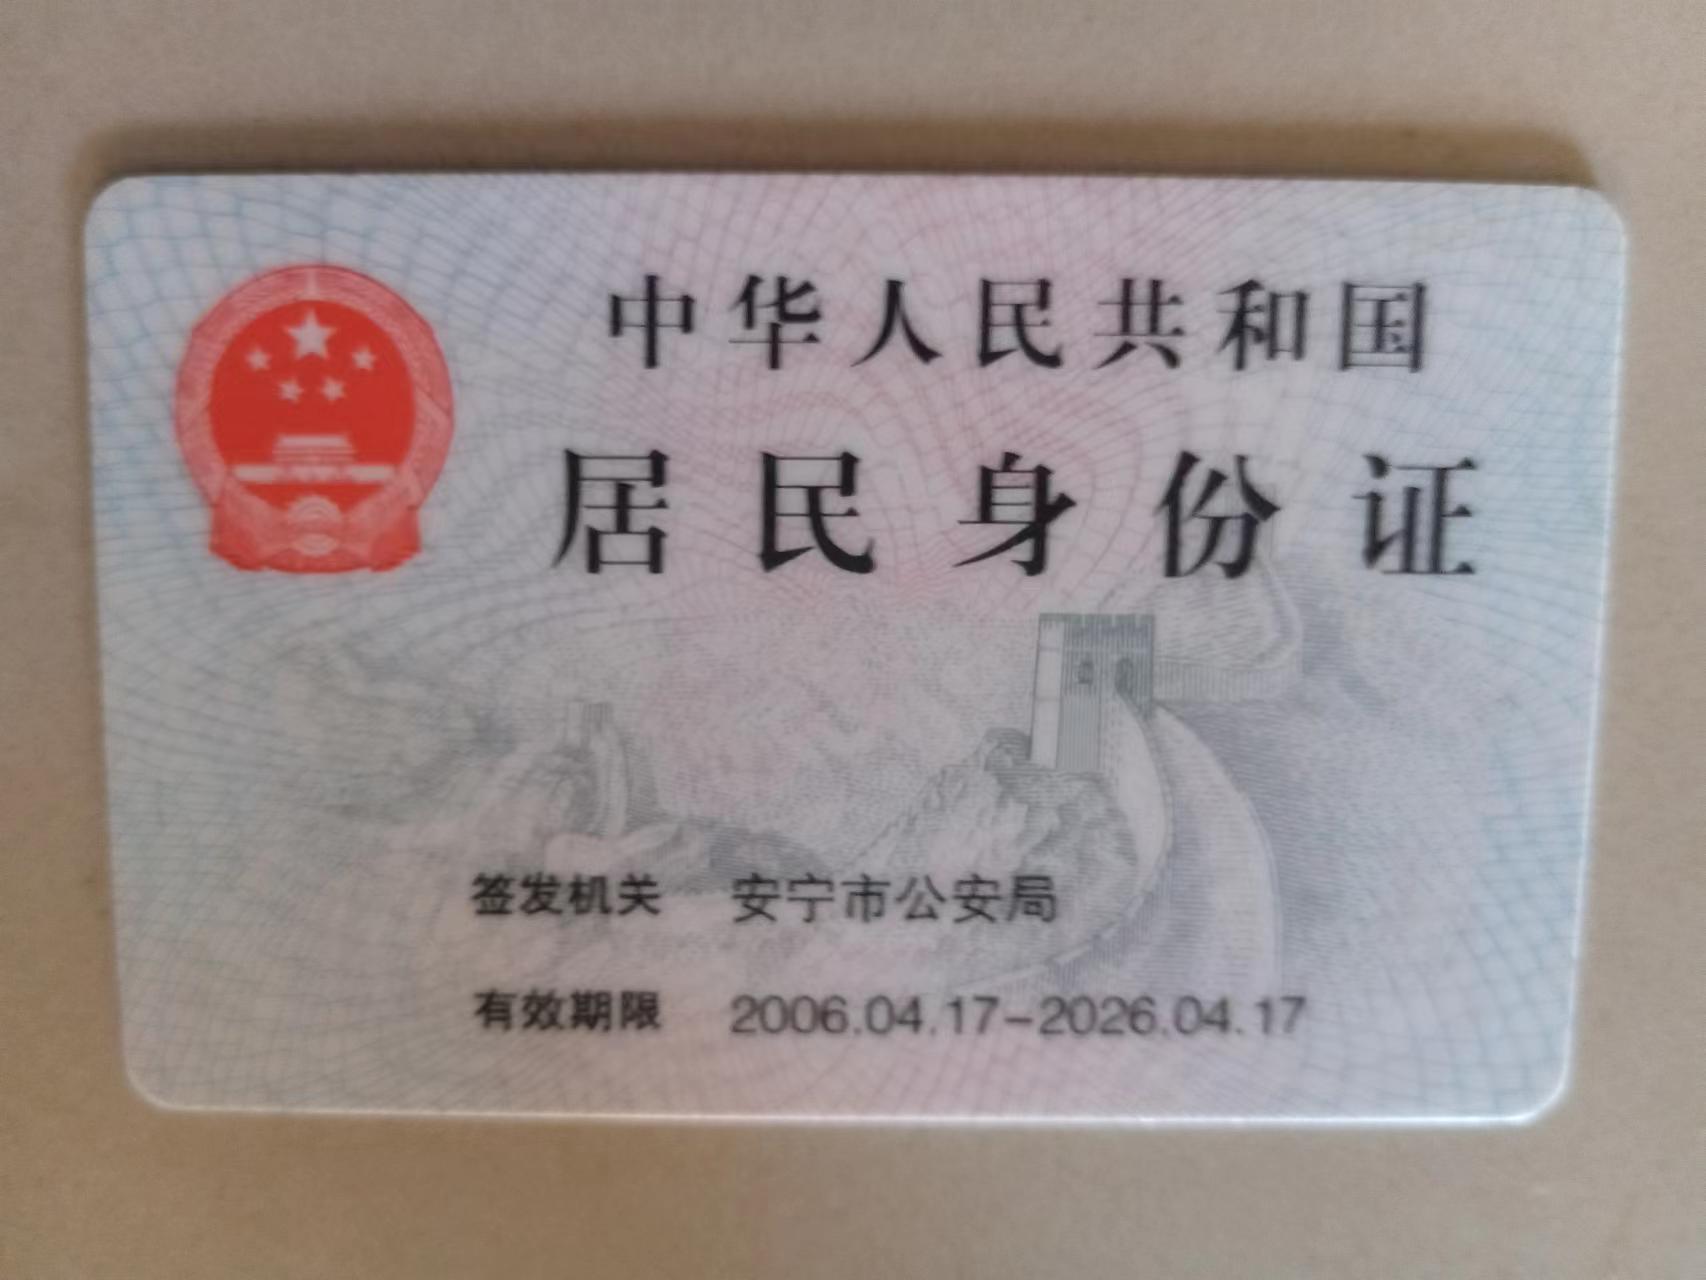 中华人民共和国
居民身份证
签发机关 安宁市公安局
有效期限 2006.04.17-2026.04.17